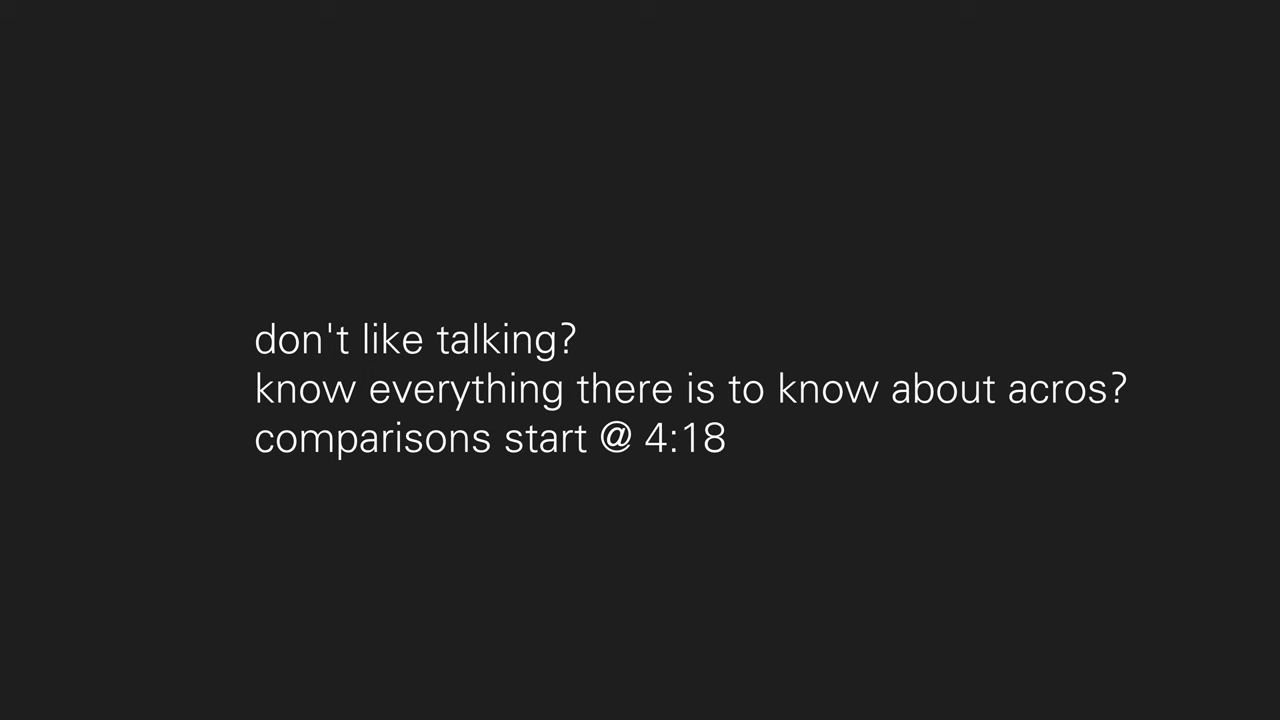 don't like talking?
know everything there is to know about acros?
comparisons start @ 4:18